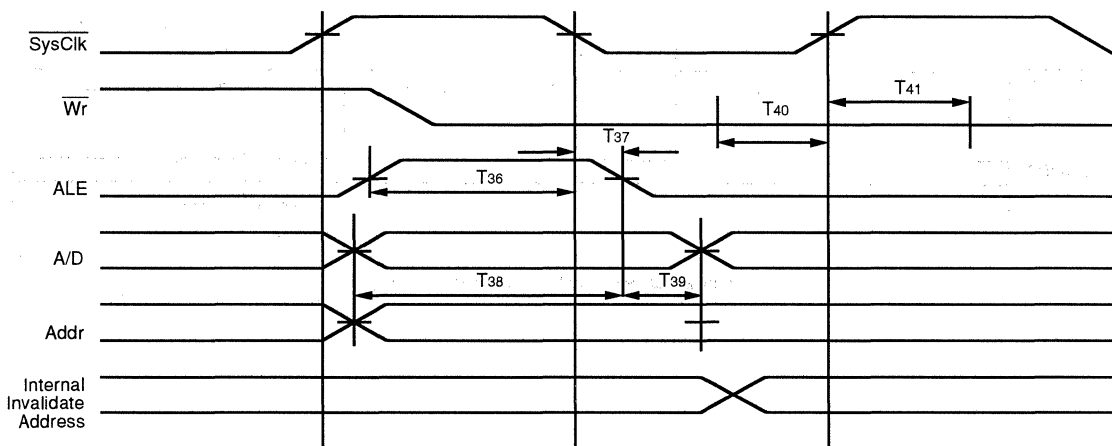 SysClk
Wr
T40
T41
T37
ALE
T36
A/D
T38
T39
Addr
Internal
Invalidate
Address